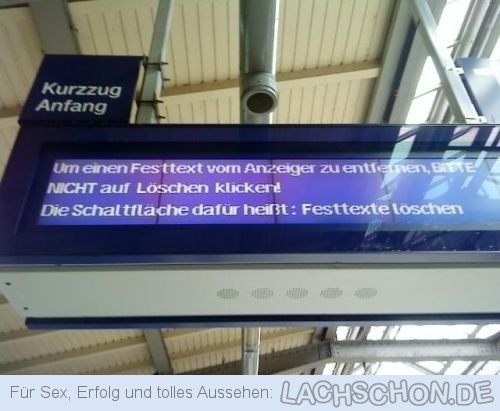 Kurzzug
Anfang
Um einen Festtext vom Anzeiger zu entfernen, BITTE
NICHT auf Löschen klicken!
Die Schaltfläche dafür heißt: Festtexte löschen
Für Sex, Erfolg und tolles Aussehen: LACHSCHON.DE